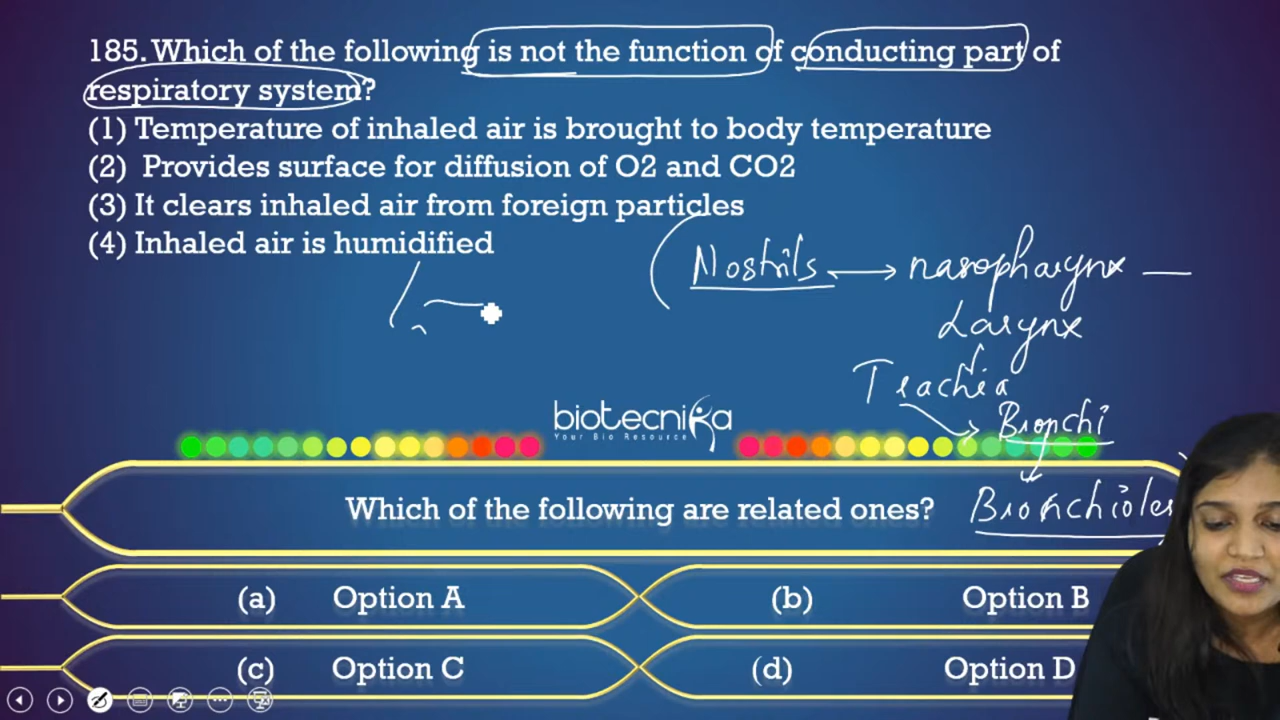 185. Which of the following is not the function of conducting part of
respiratory system?
(1) Temperature of inhaled air is brought to body temperature
(2) Provides surface for diffusion of O2 and CO2
(3) It clears inhaled air from foreign particles
(4) Inhaled air is humidified
Nostrils → nasopharynx —
Larynx
Trachea
Bronchi
Bronchioles
biotecnika
Your Bio Resource
Which of the following are related ones?
(a) Option A
(b) Option B
(c) Option C
(d) Option D